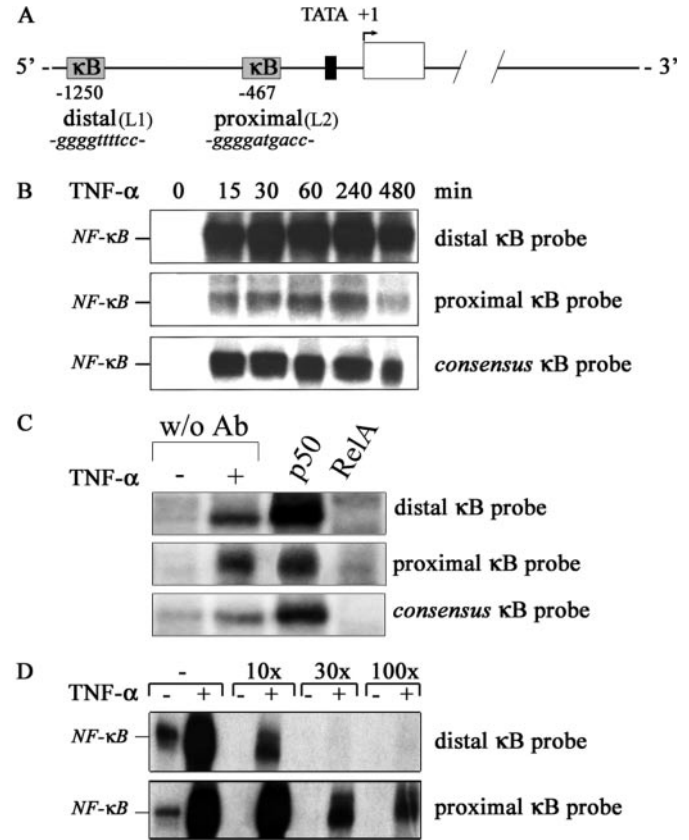 A
TATA +1
5’ κB κB 3’
-1250 -467
distal(L1) proximal(L2)
-ggggttttcc- -ggggatgacc-
B TNF-α 0 15 30 60 240 480 min
NF-κB distal κB probe
NF-κB proximal κB probe
NF-κB consensus κB probe
C w/o Ab p50 RelA
TNF-α - +
distal κB probe
proximal κB probe
consensus κB probe
D - 10x 30x 100x
TNF-α - + - + - + - +
NF-κB distal κB probe
NF-κB proximal κB probe